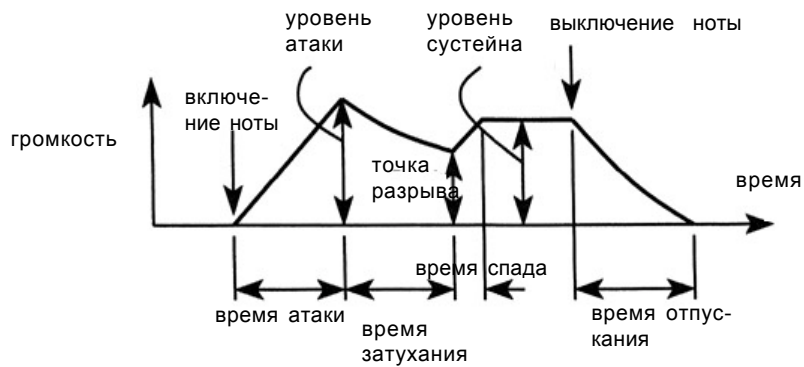 уровень
атаки
уровень
сустейна
выключение ноты
включе-
ние ноты
громкость
точка
разрыва
время
время спада
время атаки
время
затухания
время отпус-
кания